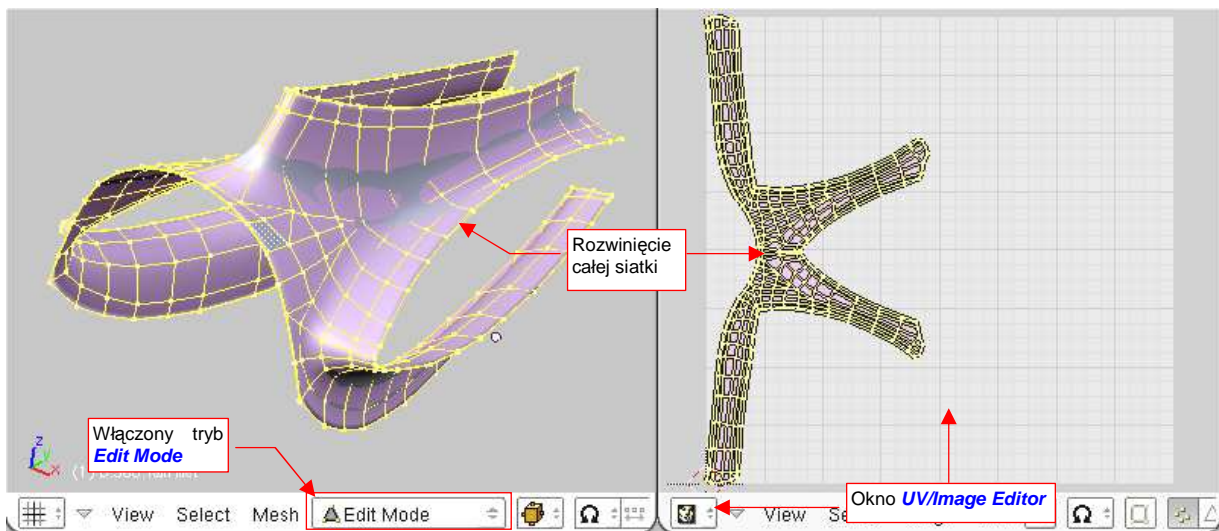 Rozwinięcie
całej siatki
Włączony tryb
Edit Mode
z
y
x
View Select Mesh Edit Mode
Okno UV/Image Editor
View